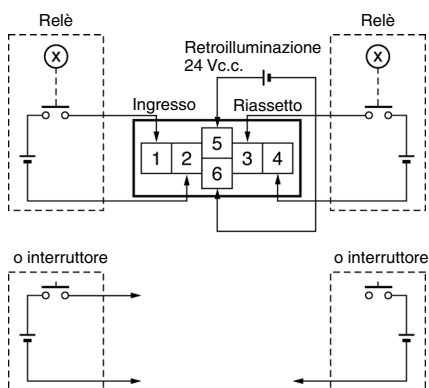 Relè
Relè
X
X
Retroilluminazione
24 Vc.c.
Ingresso
Riassetto
5
1 2 3 4
6
o interruttore
o interruttore